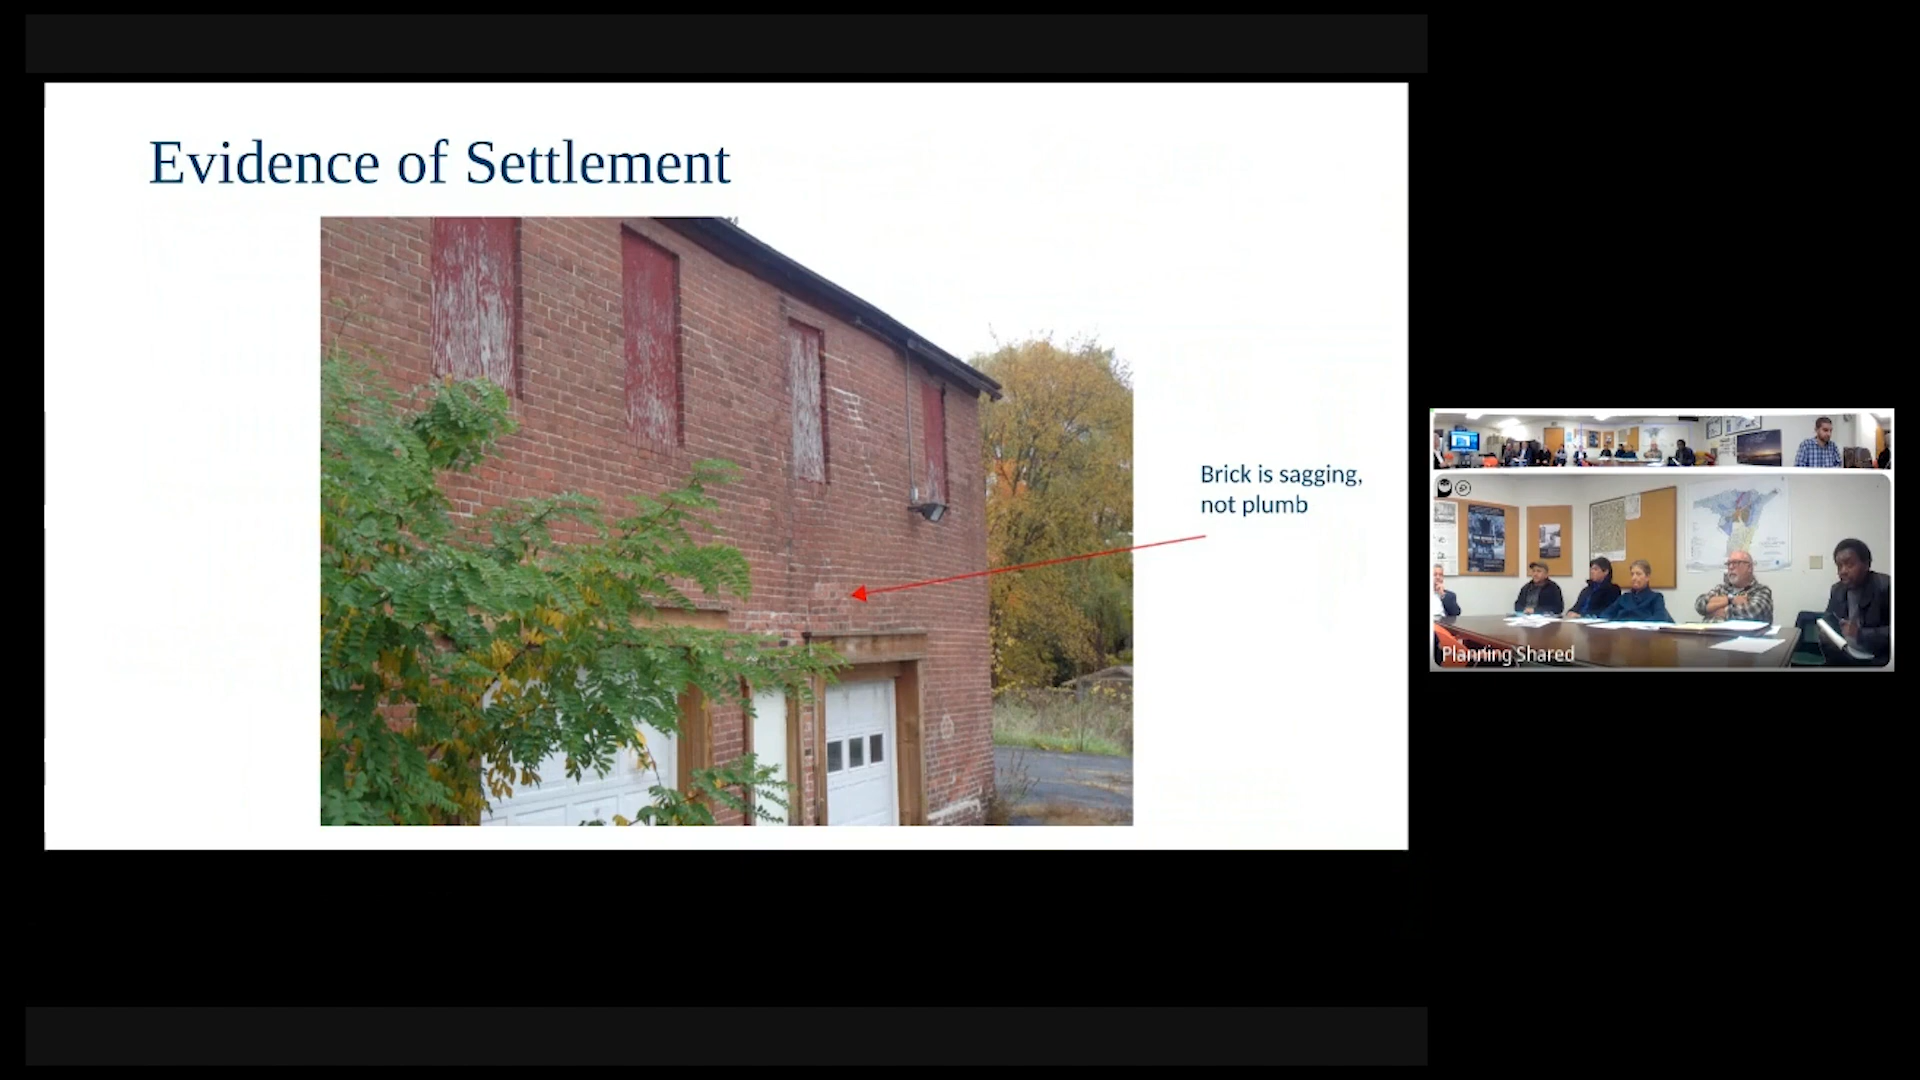 Evidence of Settlement
Brick is sagging,
not plumb
Planning Shared